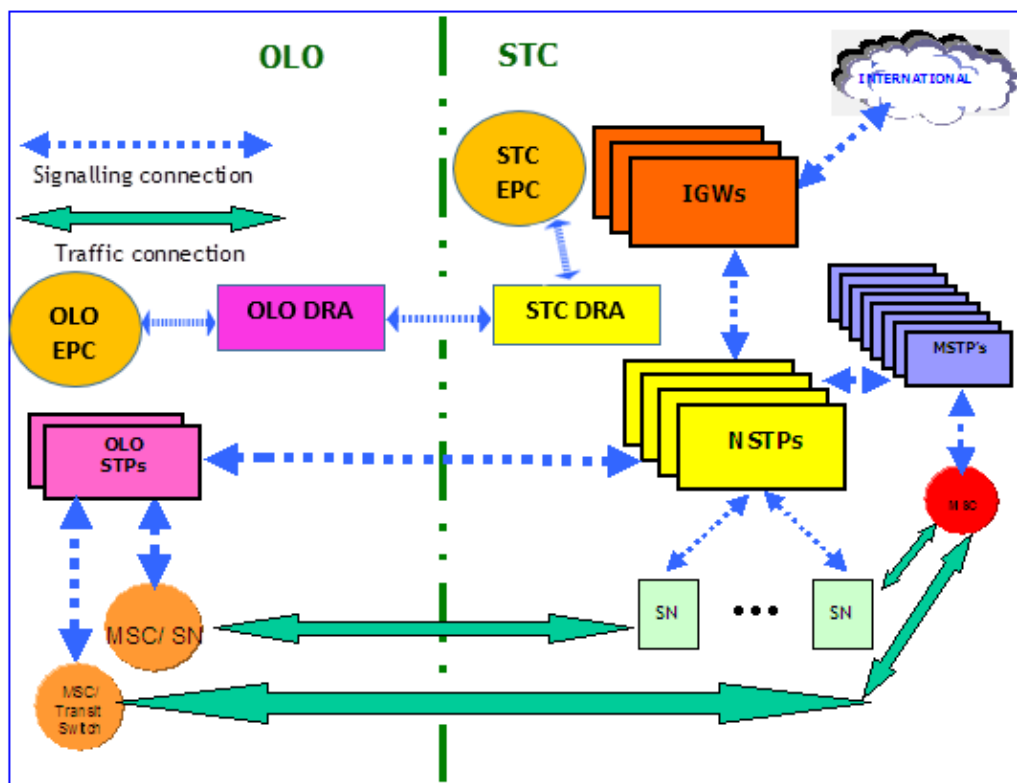 OLO
STC
INTERNATIONAL
Signalling connection
STC
EPC
IGWs
Traffic connection
OLO
EPC
OLO DRA
STC DRA
MSTP's
OLO
STPs
NSTPs
SN
•••
SN
MSC/ SN
MSC/
Transit
Switch